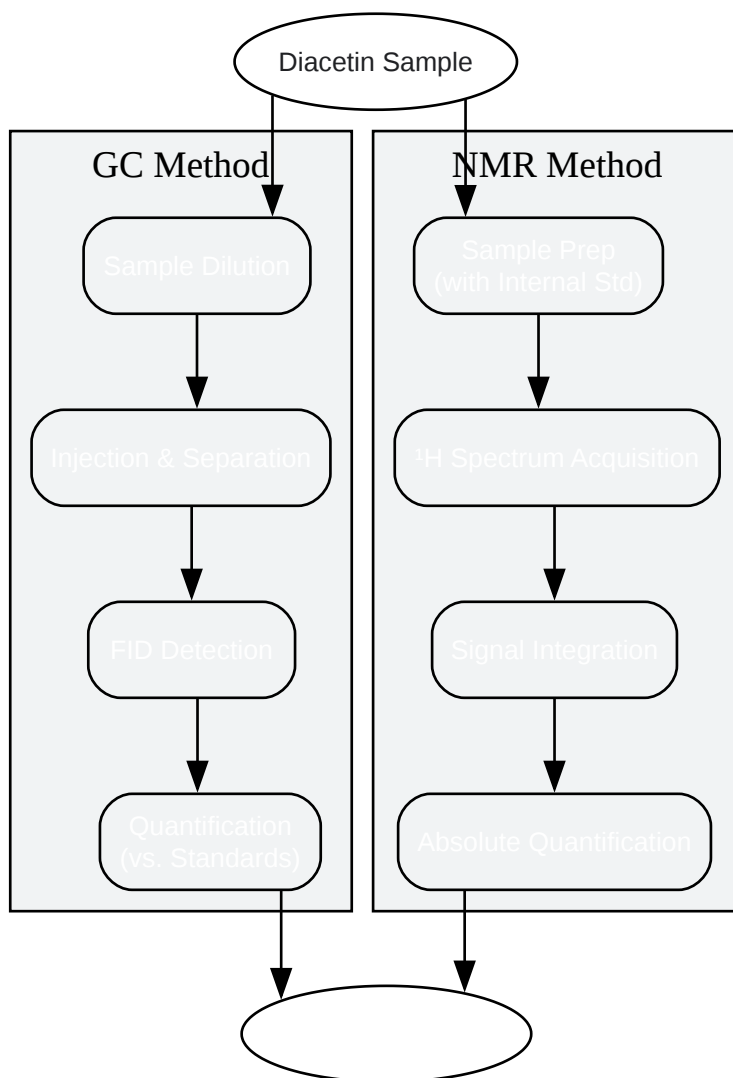 Diacetin Sample
GC Method
NMR Method
Sample Dilution
Sample Prep
(with Internal Std)
Injection & Separation
¹H Spectrum Acquisition
FID Detection
Signal Integration
Quantification
(vs. Standards)
Absolute Quantification